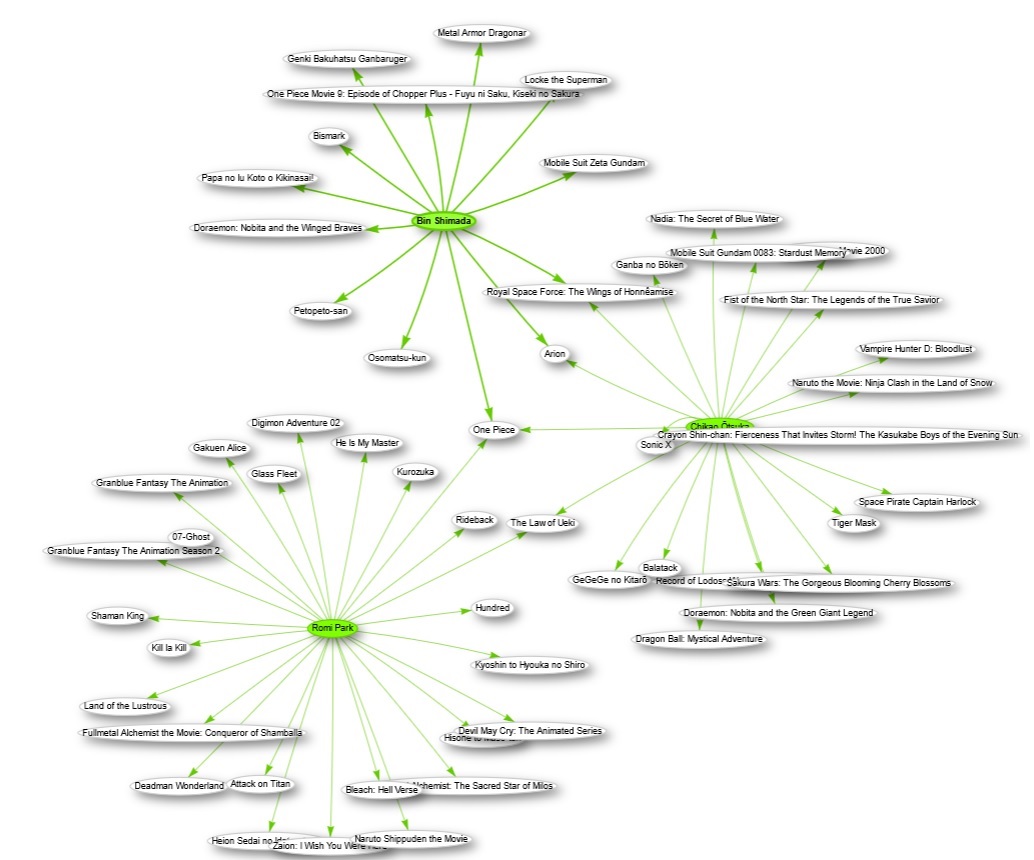 Metal Armor Dragonar
Genki Bakuhatsu Ganbaruger
Locke the Superman
One Piece Movie 9: Episode of Chopper Plus - Fuyu ni Saku, Kiseki no Sakura
Bismark
Mobile Suit Zeta Gundam
Papa no Iu Koto o Kikinasai!
Bin Shimada
Doraemon: Nobita and the Winged Braves
Nadia: The Secret of Blue Water
Mobile Suit Gundam 0083: Stardust Memory
Movie 2000
Ganba no Bōken
Royal Space Force: The Wings of Honnêamise
Fist of the North Star: The Legends of the True Savior
Petopeto-san
Osomatsu-kun
Arion
Vampire Hunter D: Bloodlust
Naruto the Movie: Ninja Clash in the Land of Snow
Digimon Adventure 02
One Piece
Chikao Ōtsuka
Crayon Shin-chan: Fierceness That Invites Storm! The Kasukabe Boys of the Evening Sun
Sonic X
Gakuen Alice
He Is My Master
Glass Fleet
Kurozuka
Granblue Fantasy The Animation
Space Pirate Captain Harlock
Rideback
The Law of Ueki
Tiger Mask
07-Ghost
Granblue Fantasy The Animation Season 2
Balatack
GeGeGe no Kitarō
Record of
Sakura Wars: The Gorgeous Blooming Cherry Blossoms
Hundred
Shaman King
Doraemon: Nobita and the Green Giant Legend
Romi Park
Dragon Ball: Mystical Adventure
Kill la Kill
Kyoshin to Hyouka no Shiro
Land of the Lustrous
Fullmetal Alchemist the Movie: Conqueror of Shamballa
Devil May Cry: The Animated Series
Hisone to
Deadman Wonderland
Attack on Titan
Bleach: Hell Verse
Alchemist: The Sacred Star of Milos
Heion Sedai no
Zaion: I Wish You Were Here
Naruto Shippuden the Movie